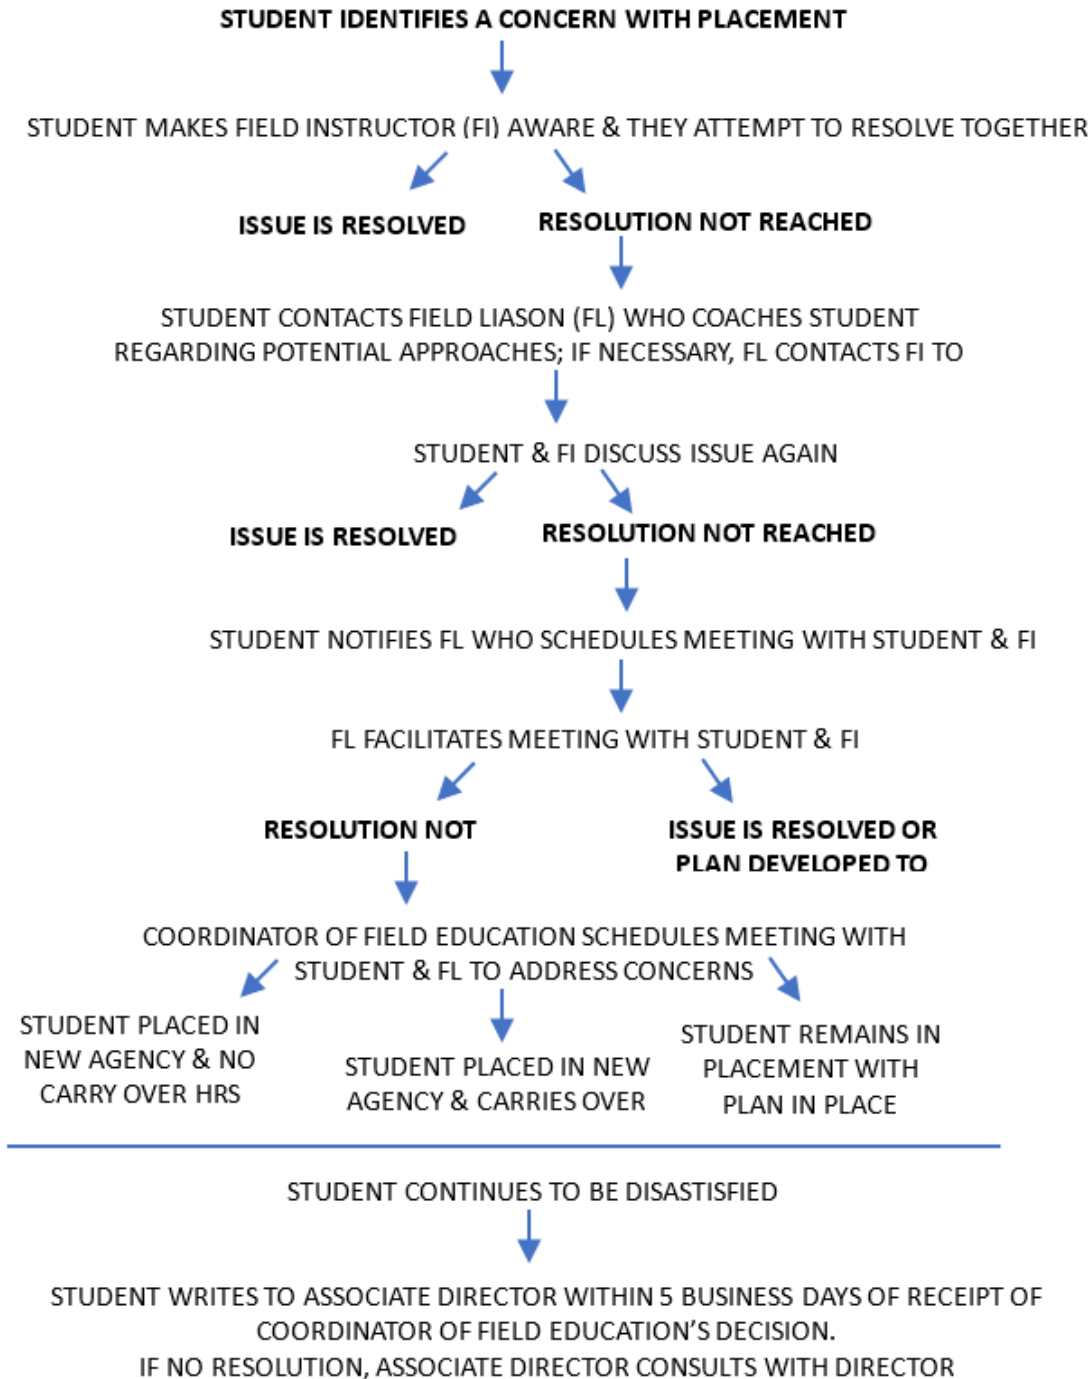 STUDENT IDENTIFIES A CONCERN WITH PLACEMENT
STUDENT MAKES FIELD INSTRUCTOR (FI) AWARE & THEY ATTEMPT TO RESOLVE TOGETHER
ISSUE IS RESOLVED
RESOLUTION NOT REACHED
STUDENT CONTACTS FIELD LIASON (FL) WHO COACHES STUDENT
REGARDING POTENTIAL APPROACHES; IF NECESSARY, FL CONTACTS FI TO
STUDENT & FI DISCUSS ISSUE AGAIN
ISSUE IS RESOLVED
RESOLUTION NOT REACHED
STUDENT NOTIFIES FL WHO SCHEDULES MEETING WITH STUDENT & FI
FL FACILITATES MEETING WITH STUDENT & FI
RESOLUTION NOT
ISSUE IS RESOLVED OR
PLAN DEVELOPED TO
COORDINATOR OF FIELD EDUCATION SCHEDULES MEETING WITH
STUDENT & FL TO ADDRESS CONCERNS
STUDENT PLACED IN
NEW AGENCY & NO
CARRY OVER HRS
STUDENT PLACED IN NEW
AGENCY & CARRIES OVER
STUDENT REMAINS IN
PLACEMENT WITH
PLAN IN PLACE
STUDENT CONTINUES TO BE DISASTISFIED
STUDENT WRITES TO ASSOCIATE DIRECTOR WITHIN 5 BUSINESS DAYS OF RECEIPT OF
COORDINATOR OF FIELD EDUCATION'S DECISION.
IF NO RESOLUTION, ASSOCIATE DIRECTOR CONSULTS WITH DIRECTOR